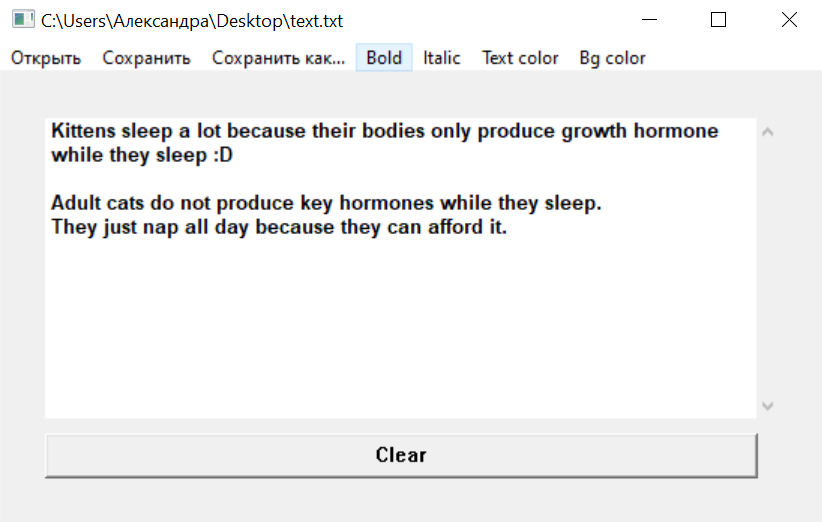 C:\Users\Александра\Desktop\text.txt
Открыть Сохранить Сохранить как... Bold Italic Text color Bg color
Kittens sleep a lot because their bodies only produce growth hormone
while they sleep :D
Adult cats do not produce key hormones while they sleep.
They just nap all day because they can afford it.
Clear